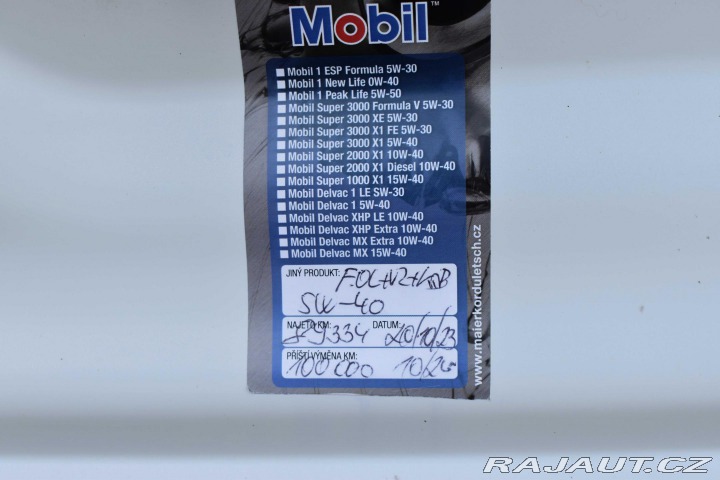 Mobil™
Mobil 1 ESP Formula 5W-30
Mobil 1 New Life 0W-40
Mobil 1 Peak Life 5W-50
Mobil Super 3000 Formula V 5W-30
Mobil Super 3000 XE 5W-30
Mobil Super 3000 X1 FE 5W-30
Mobil Super 3000 X1 5W-40
Mobil Super 2000 X1 10W-40
Mobil Super 2000 X1 Diesel 10W-40
Mobil Super 1000 X1 15W-40
Mobil Delvac 1 LE 5W-30
Mobil Delvac 1 5W-40
Mobil Delvac XHP LE 10W-40
Mobil Delvac XHP Extra 10W-40
Mobil Delvac MX Extra 10W-40
Mobil Delvac MX 15W-40
JINÝ PRODUKT:
5W-40
NAJETO KM: DATUM: 20/10/23
PŘÍŠTÍ VÝMĚNA KM:
100 000
www.maierkorduletsch.cz
RAJAUT.CZ